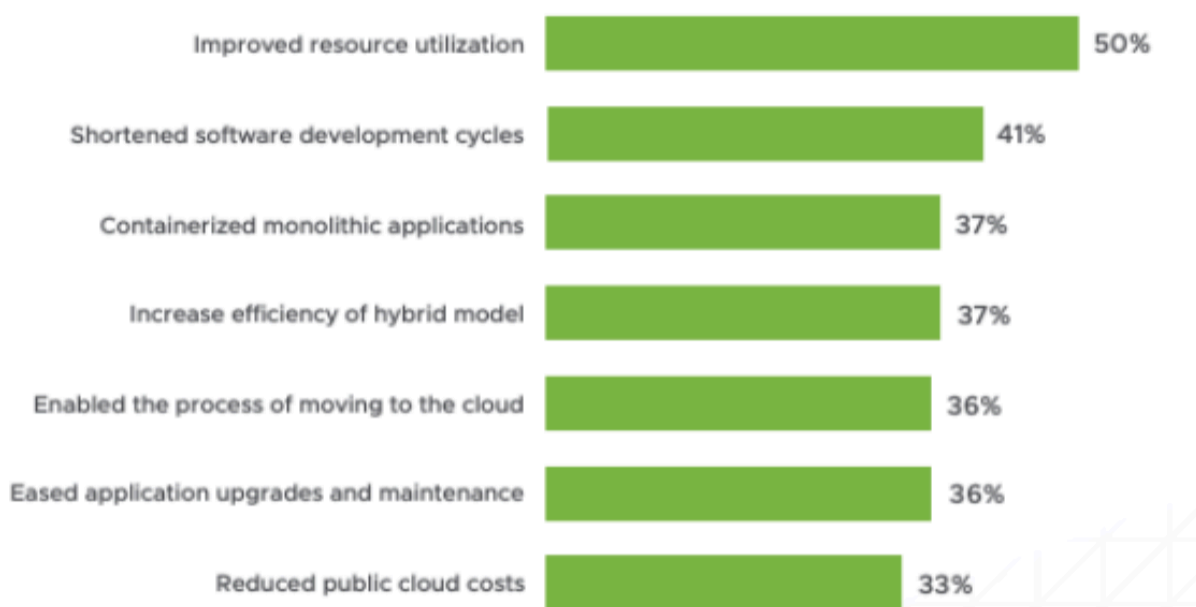 Improved resource utilization 50%
Shortened software development cycles 41%
Containerized monolithic applications 37%
Increase efficiency of hybrid model 37%
Enabled the process of moving to the cloud 36%
Eased application upgrades and maintenance 36%
Reduced public cloud costs 33%